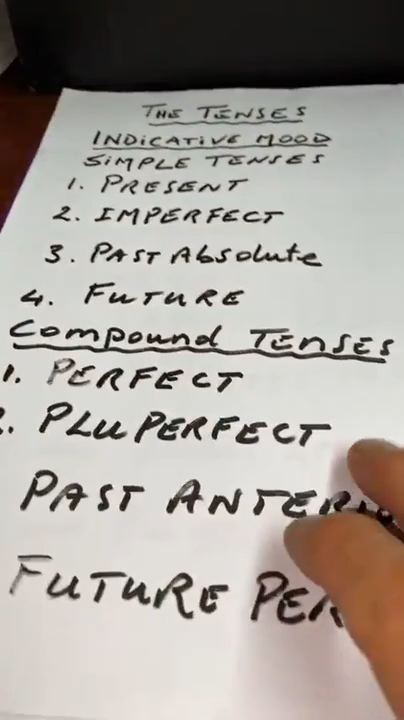 THE TENSES
INDICATIVE MOOD
SIMPLE TENSES
1. PRESENT
2. IMPERFECT
3. PAST Absolute
4. FUTURE
Compound TENSES
1. PERFECT
2. PLUPERFECT
PAST
FUTURE